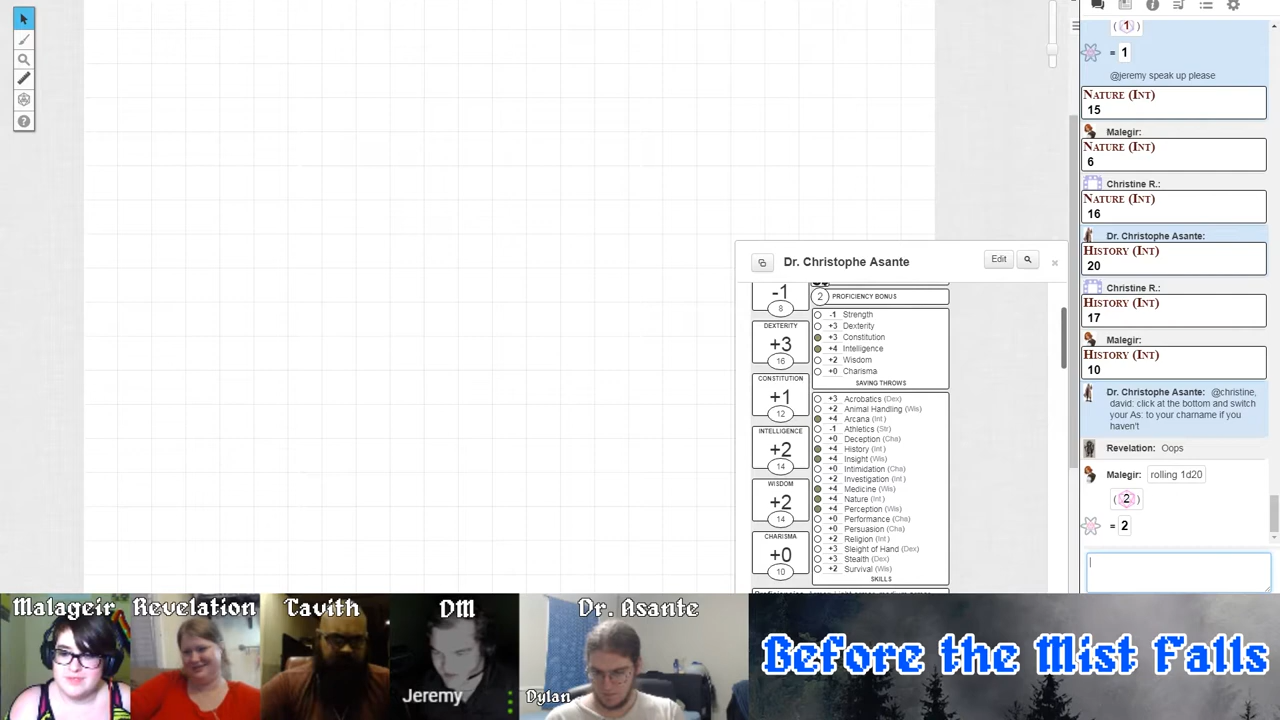 (1)
= 1
@jeremy speak up please
NATURE (INT)
15
Malegir:
NATURE (INT)
6
Christine R.:
NATURE (INT)
16
Dr. Christophe Asante:
HISTORY (INT)
20
Christine R.:
HISTORY (INT)
17
Malegir:
HISTORY (INT)
10
Dr. Christophe Asante: @christine,
david: click at the bottom and switch
your As: to your charname if you
haven't
Revelation: Oops
Malegir: rolling 1d20
(2)
= 2
Dr. Christophe Asante
Edit
-1
8
DEXTERITY
+3
16
CONSTITUTION
+1
12
INTELLIGENCE
+2
14
WISDOM
+2
14
CHARISMA
+0
10
2 PROFICIENCY BONUS
-1 Strength
+3 Dexterity
+3 Constitution
+4 Intelligence
+2 Wisdom
+0 Charisma
SAVING THROWS
+3 Acrobatics (Dex)
+2 Animal Handling (Wis)
+4 Arcana (Int)
-1 Athletics (Str)
+0 Deception (Cha)
+4 History (Int)
+4 Insight (Wis)
+0 Intimidation (Cha)
+2 Investigation (Int)
+4 Medicine (Wis)
+4 Nature (Int)
+4 Perception (Wis)
+0 Performance (Cha)
+0 Persuasion (Cha)
+2 Religion (Int)
+3 Sleight of Hand (Dex)
+3 Stealth (Dex)
+2 Survival (Wis)
SKILLS
Malageir
Revelation
Tavith
DM
Jeremy
Dr. Asante
Dylan
Before the Mist Falls